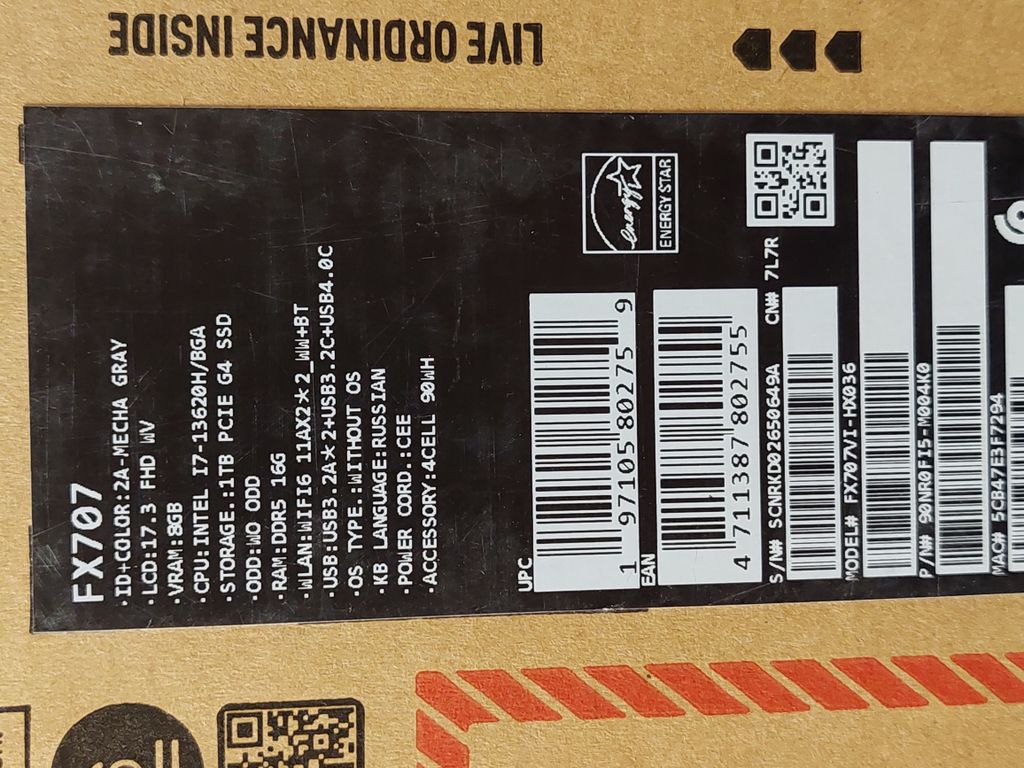 LIVE ORDINANCE INSIDE
FX707
·ID+COLOR:2A-MECHA GRAY
·LCD:17.3 FHD WV
·VRAM:8GB
·CPU:INTEL I7-13620H/BGA
·STORAGE.:1TB PCIE G4 SSD
·ODD:WO ODD
·RAM:DDR5 16G
·WLAN:WIFI6 11AX2★2_WW+BT
·USB:USB3.2A★2+USB3.2C+USB4.0C
·OS TYPE.:WITHOUT OS
·KB LANGUAGE:RUSSIAN
·POWER CORD.:CEE
·ACCESSORY:4CELL 90WH
energy
ENERGY STAR
UPC
1 97105 80275 9
EAN
4 711387 802755
S/N# SCNRKD02650649A CN# 7L7R
MODEL# FX707VI-HX036
P/N# 90NR0FI5-M004K0
MAC# 5CB47E3F7294